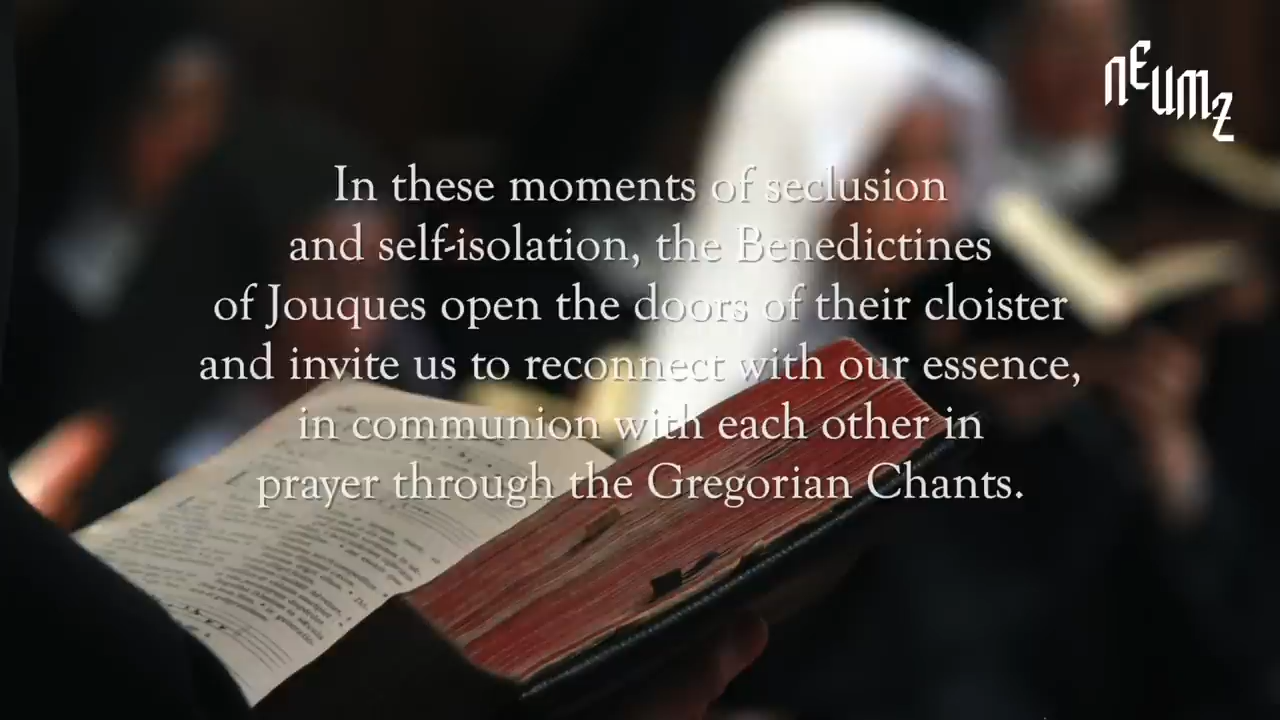 NEUMZ
In these moments of seclusion
and self-isolation, the Benedictines
of Jouques open the doors of their cloister
and invite us to reconnect with our essence,
in communion with each other in
prayer through the Gregorian Chants.